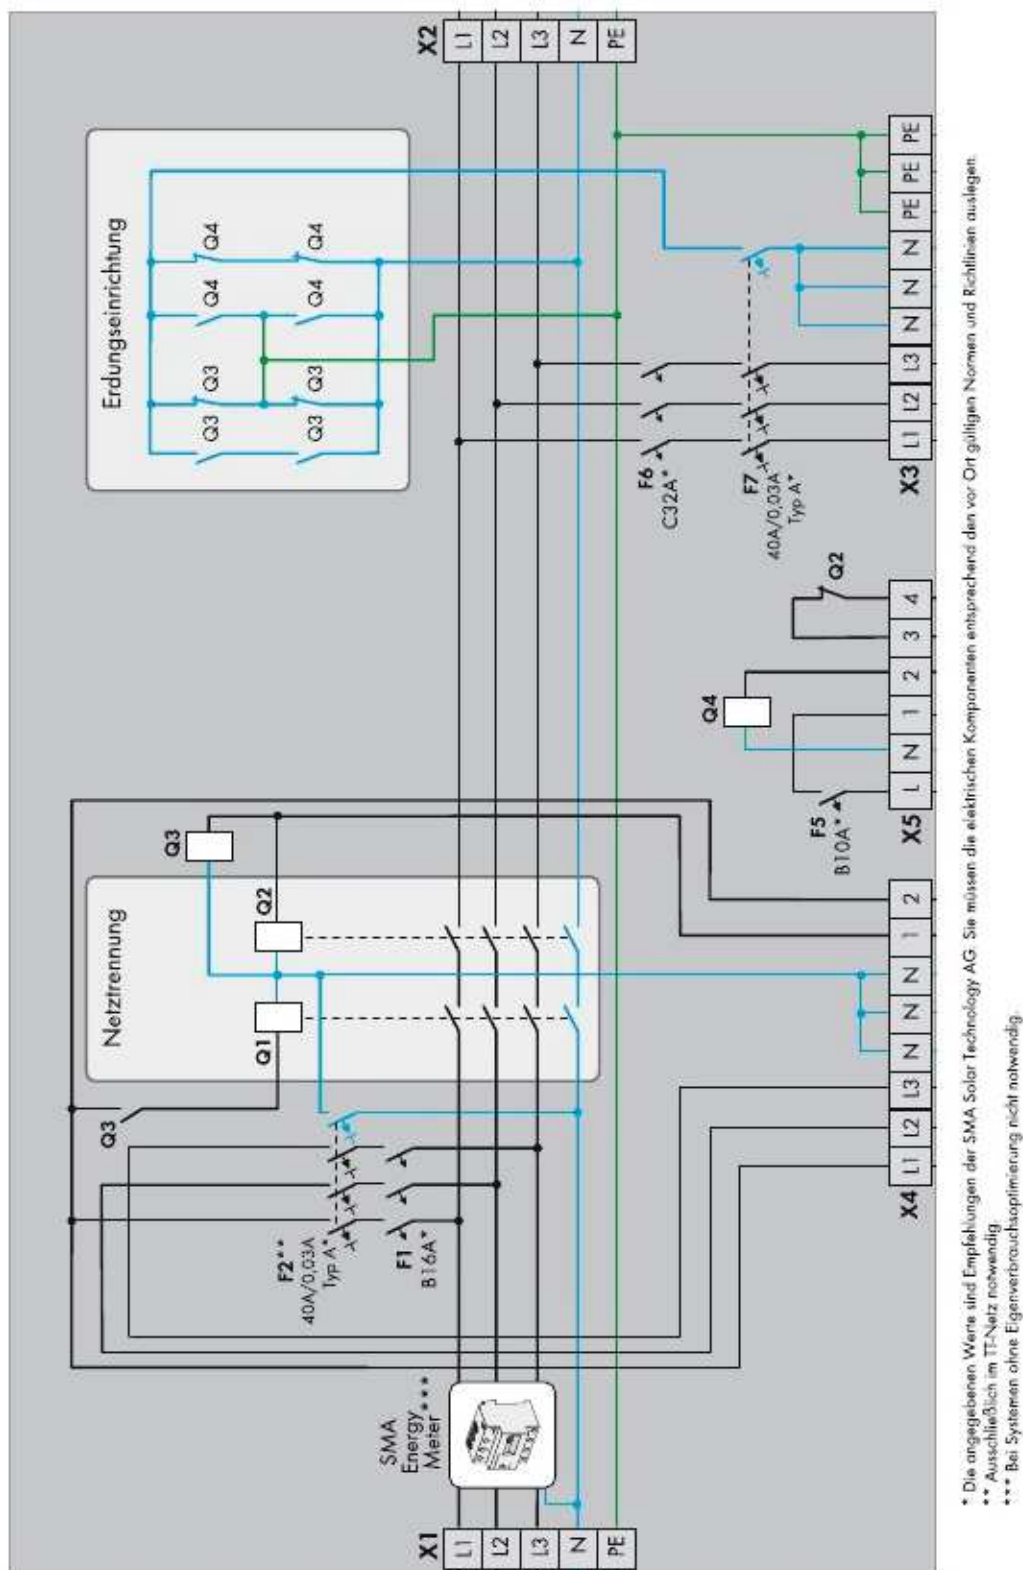 X1
L1
L2
L3
N
PE
SMA
Energy
Meter***
F2**
40A/0,03A
Typ A*
F1
B16A*
Q3
Netztrennung
Q1
Q2
Q3
Erdungseinrichtung
Q3
Q3
Q4
Q4
Q3
Q3
Q4
Q4
X2
L1
L2
L3
N
PE
F6
C32A*
F7
40A/0,03A
Typ A*
F5
B10A*
Q4
Q2
X4
L1
L2
L3
N
N
N
1
2
X5
L
N
1
2
3
4
X3
L1
L2
L3
N
N
N
PE
PE
PE
* Die angegebenen Werte sind Empfehlungen der SMA Solar Technology AG. Sie müssen die elektrischen Komponenten entsprechend den vor Ort gültigen Normen und Richtlinien auslegen.
** Ausschließlich im TT-Netz notwendig.
*** Bei Systemen ohne Eigenverbrauchsoptimierung nicht notwendig.